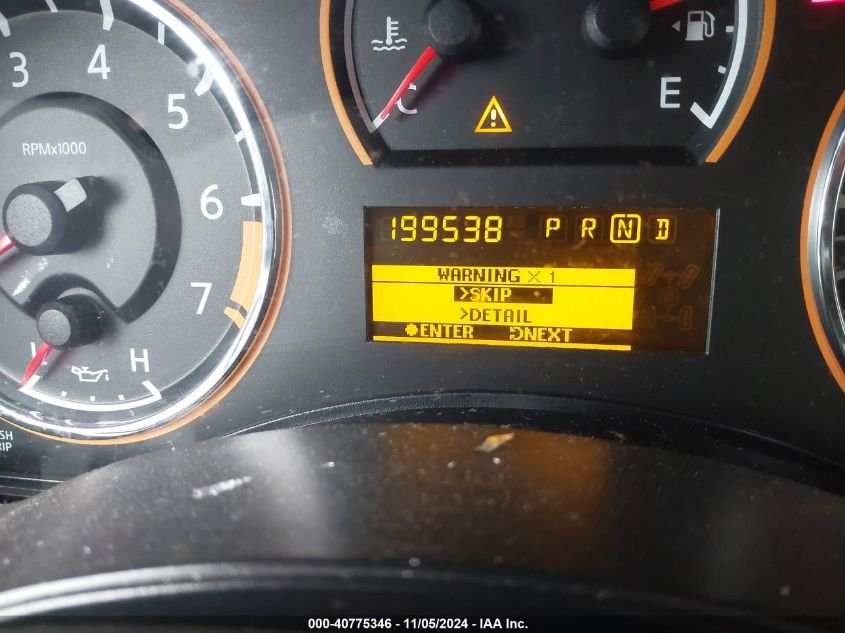 3
4
5
6
7
RPMx1000
L
H
C
E
199538 P R N D
WARNING × 1
>SKIP
>DETAIL
ENTER NEXT
000-40775346 - 11/05/2024 - IAA Inc.